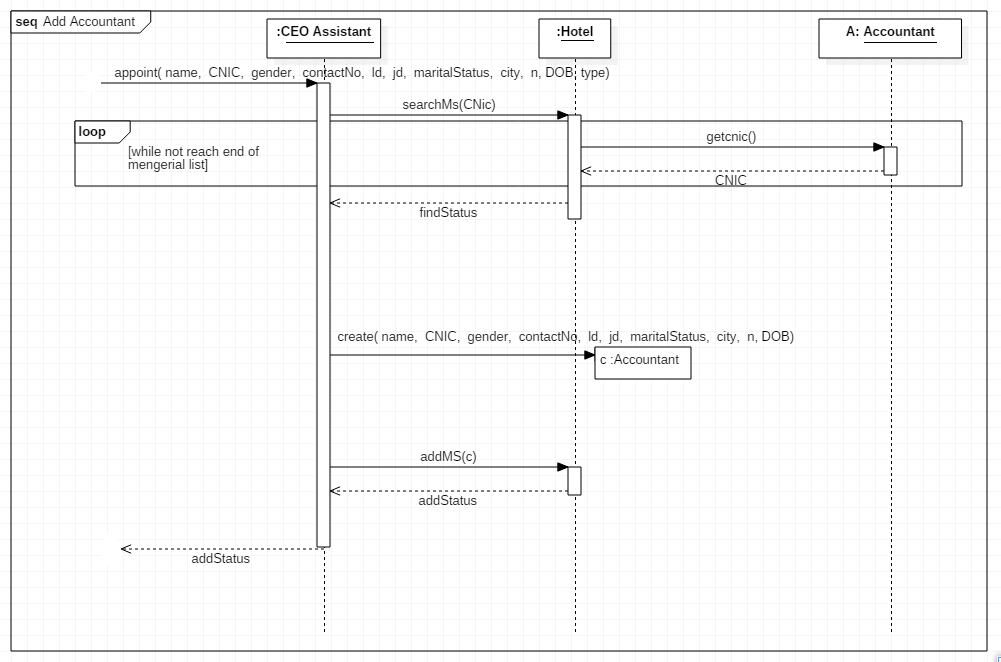 seq Add Accountant
:CEO Assistant
:Hotel
A: Accountant
appoint( name, CNIC, gender, contactNo, Id, jd, maritalStatus, city, n, DOB, type)
searchMs(CNic)
loop
[while not reach end of
mengerial list]
getcnic()
CNIC
findStatus
create( name, CNIC, gender, contactNo, Id, jd, maritalStatus, city, n, DOB)
c :Accountant
addMS(c)
addStatus
addStatus